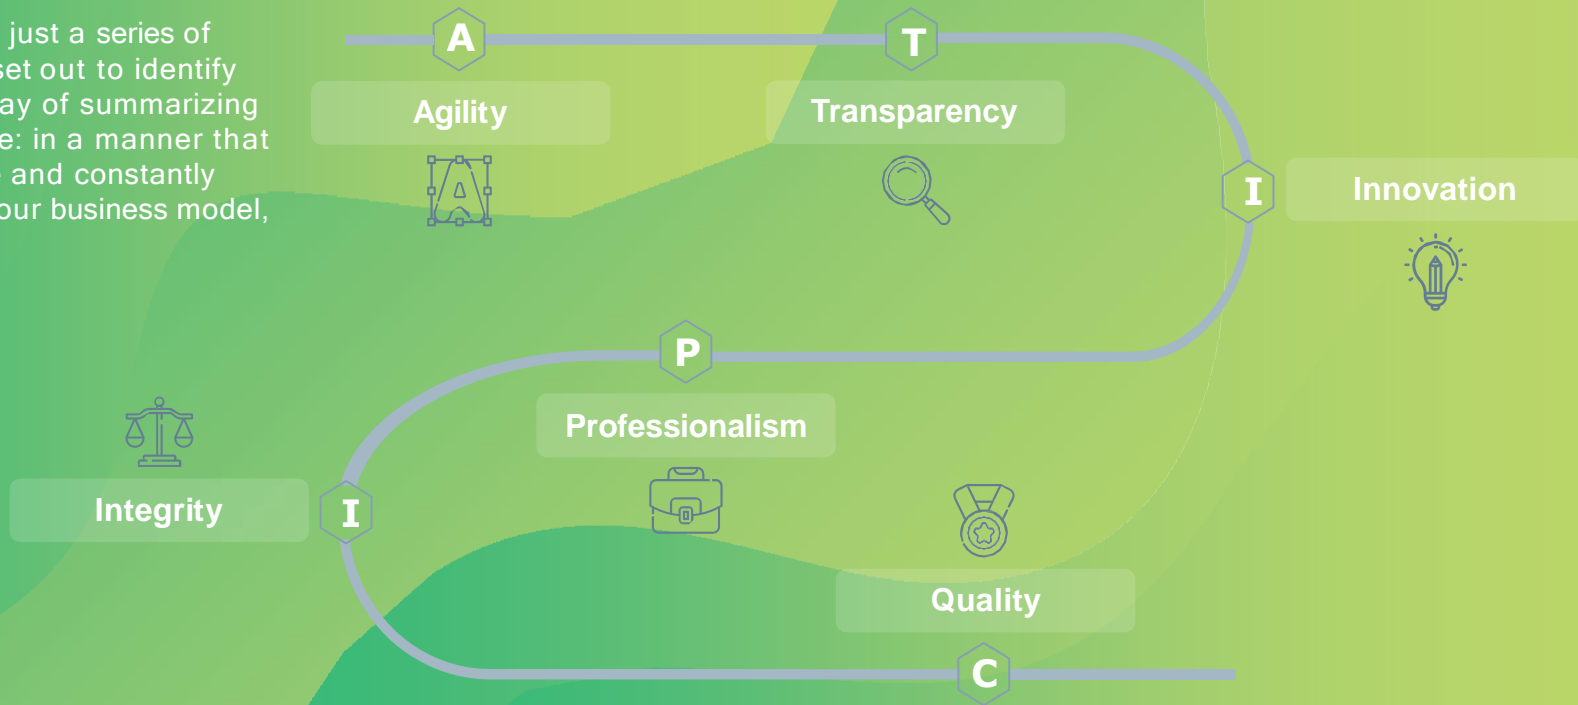 just a series of
set out to identify
ay of summarizing
e: in a manner that
and constantly
our business model,
A
Agility
T
Transparency
I
Innovation
P
Professionalism
I
Integrity
Quality
C